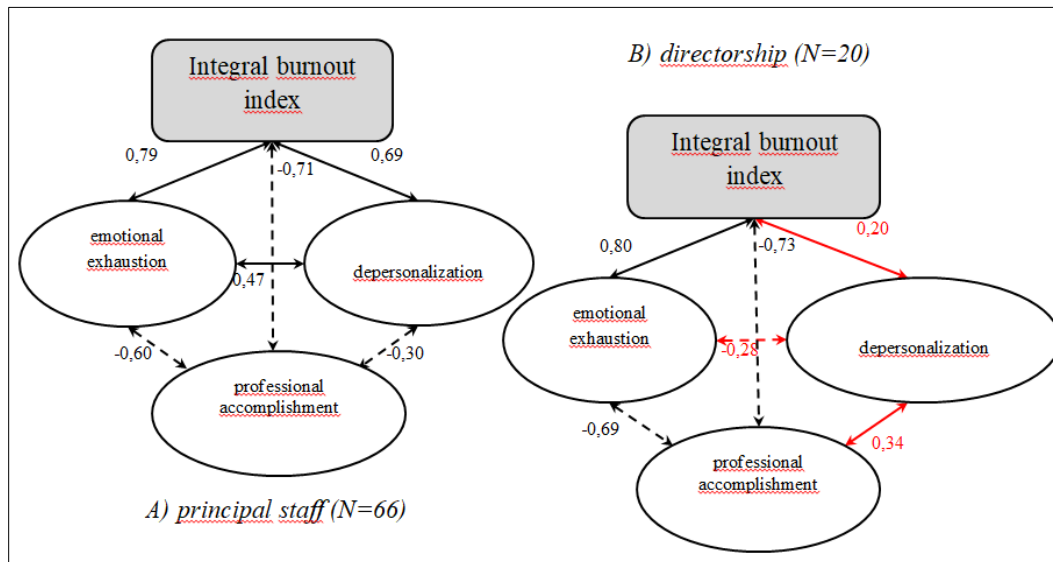 Integral burnout
index
0,79
-0,71
0,69
emotional
exhaustion
0,47
depersonalization
-0,60
-0,30
professional
accomplishment
A) principal staff (N=66)
B) directorship (N=20)
Integral burnout
index
0,80
-0,73
0,20
emotional
exhaustion
-0,28
depersonalization
-0,69
0,34
professional
accomplishment